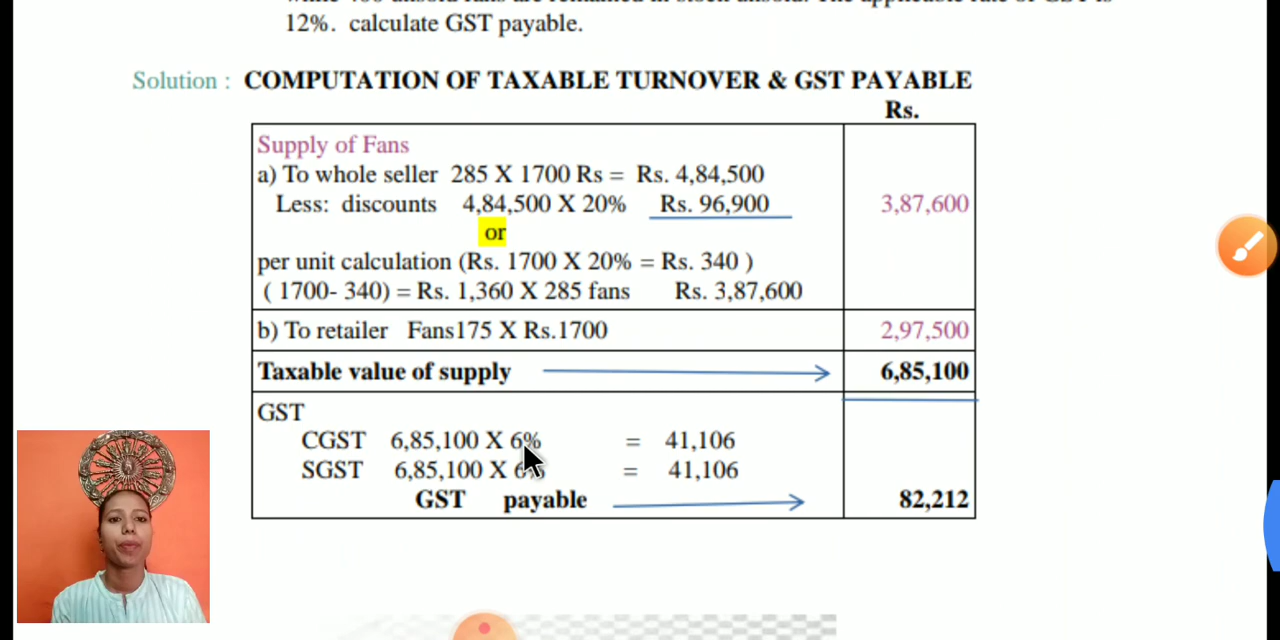 12%. calculate GST payable.
Solution : COMPUTATION OF TAXABLE TURNOVER & GST PAYABLE
Rs.
Supply of Fans
a) To whole seller 285 X 1700 Rs = Rs. 4,84,500
Less: discounts 4,84,500 X 20% Rs. 96,900 3,87,600
or
per unit calculation (Rs. 1700 X 20% = Rs. 340 )
( 1700- 340) = Rs. 1,360 X 285 fans Rs. 3,87,600
b) To retailer Fans175 X Rs.1700 2,97,500
Taxable value of supply 6,85,100
GST
CGST 6,85,100 X 6% = 41,106
SGST 6,85,100 X 6% = 41,106
GST payable 82,212